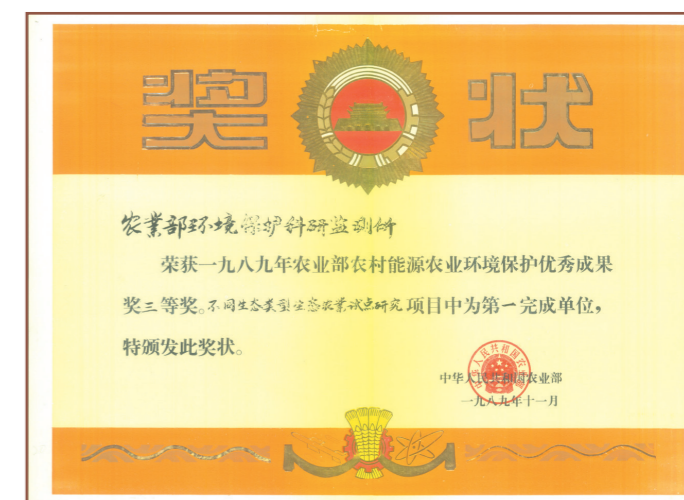 奖状
农業部环境保护科研监测所
荣获一九八九年农业部农村能源农业环境保护优秀成果
奖三等奖。不同生态类型生态农業试点研究项目中为第一完成单位，
特颁发此奖状。
中华人民共和国农业部
一九八九年十一月